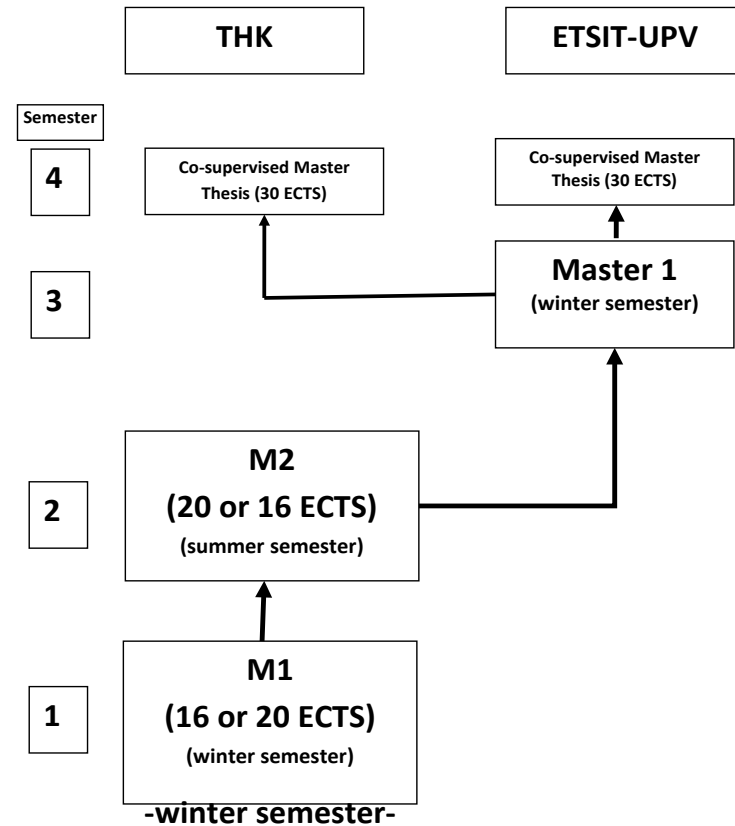 THK
ETSIT-UPV
Semester
4
Co-supervised Master
Thesis (30 ECTS)
Co-supervised Master
Thesis (30 ECTS)
3
Master 1
(winter semester)
2
M2
(20 or 16 ECTS)
(summer semester)
1
M1
(16 or 20 ECTS)
(winter semester)
-winter semester-